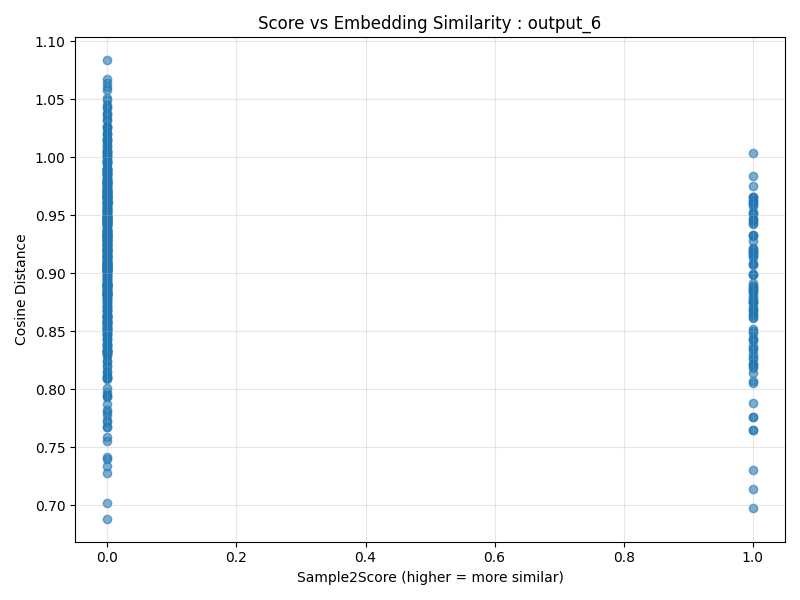 Score vs Embedding Similarity : output_6
Cosine Distance
1.10
1.05
1.00
0.95
0.90
0.85
0.80
0.75
0.70
0.0 0.2 0.4 0.6 0.8 1.0
Sample2Score (higher = more similar)